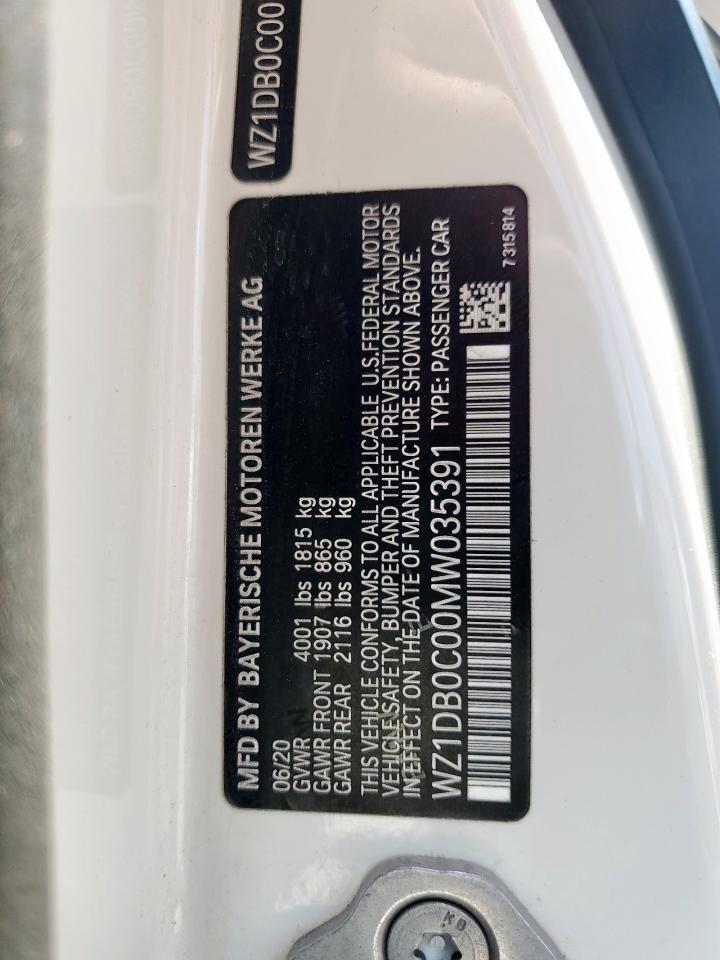 MFD BY BAYERISCHE MOTOREN WERKE AG
06/20
GVWR 4001 lbs 1815 kg
GAWR FRONT 1907 lbs 865 kg
GAWR REAR 2116 lbs 960 kg
THIS VEHICLE CONFORMS TO ALL APPLICABLE U.S.FEDERAL MOTOR
VEHICLE SAFETY, BUMPER AND THEFT PREVENTION STANDARDS
IN EFFECT ON THE DATE OF MANUFACTURE SHOWN ABOVE.
WZ1DB0C00MW035391 TYPE: PASSENGER CAR
7315814
WZ1DB0C00
KD